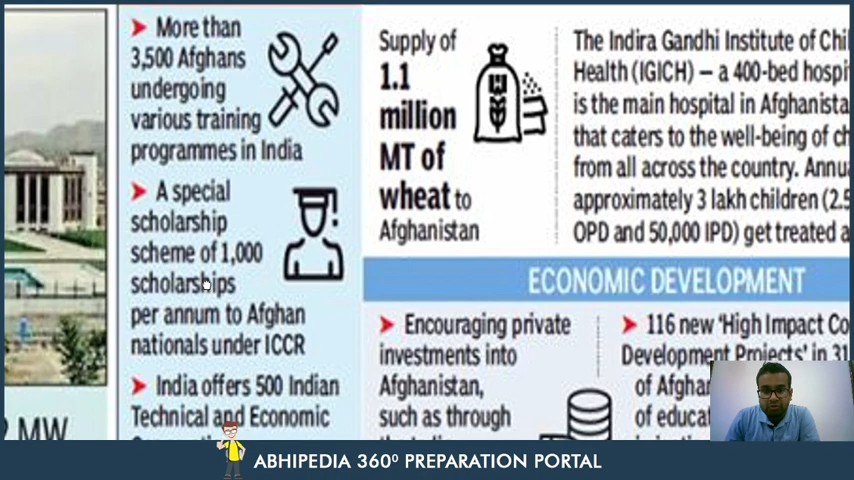 More than
3,500 Afghans
undergoing
various training
programmes in India
A special
scholarship
scheme of 1,000
scholarships
per annum to Afghan
nationals under ICCR
India offers 500 Indian
Technical and Economic
Supply of
1.1
million
MT of
wheat to
Afghanistan
The Indira Gandhi Institute of Chi
Health (IGICH) – a 400-bed hospi
is the main hospital in Afghanista
that caters to the well-being of ch
from all across the country. Annu
approximately 3 lakh children (2.5
OPD and 50,000 IPD) get treated a
ECONOMIC DEVELOPMENT
Encouraging private
investments into
Afghanistan,
such as through
116 new 'High Impact Co
Development Projects' in 31
of Afghan
of educat
MW
ABHIPEDIA 360º PREPARATION PORTAL